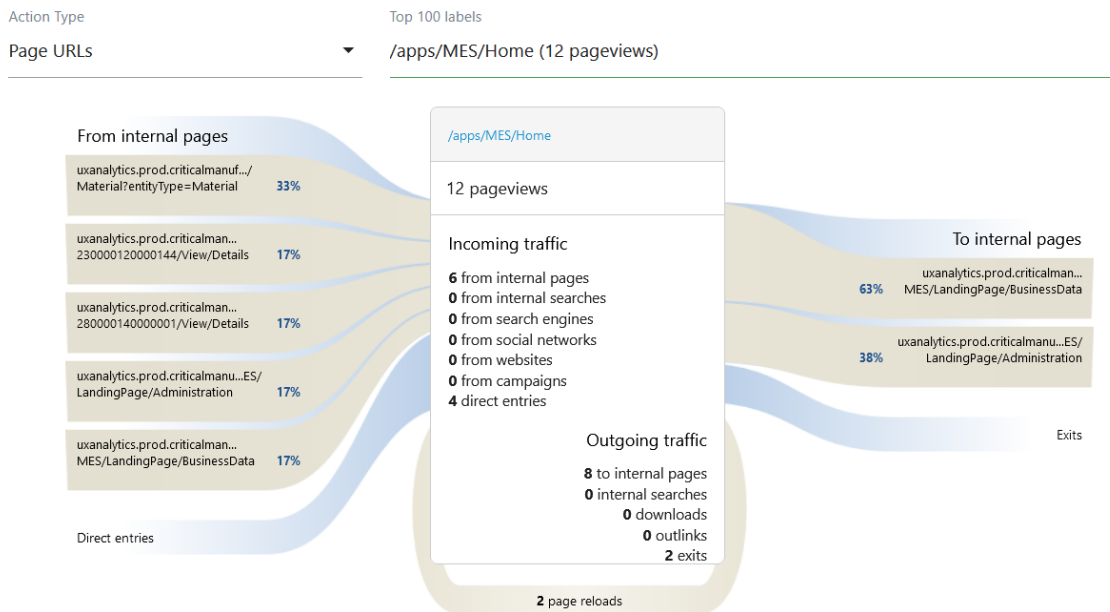 Action Type
Page URLs
Top 100 labels
/apps/MES/Home (12 pageviews)
From internal pages
uxanalytics.prod.criticalmanuf.../
Material?entityType=Material 33%
uxanalytics.prod.criticalman...
230000120000144/View/Details 17%
uxanalytics.prod.criticalman...
280000140000001/View/Details 17%
uxanalytics.prod.criticalmanu...ES/
LandingPage/Administration 17%
uxanalytics.prod.criticalman...
MES/LandingPage/BusinessData 17%
Direct entries
/apps/MES/Home
12 pageviews
Incoming traffic
6 from internal pages
0 from internal searches
0 from search engines
0 from social networks
0 from websites
0 from campaigns
4 direct entries
Outgoing traffic
8 to internal pages
0 internal searches
0 downloads
0 outlinks
2 exits
2 page reloads
To internal pages
uxanalytics.prod.criticalman...
63% MES/LandingPage/BusinessData
uxanalytics.prod.criticalmanu...ES/
38% LandingPage/Administration
Exits